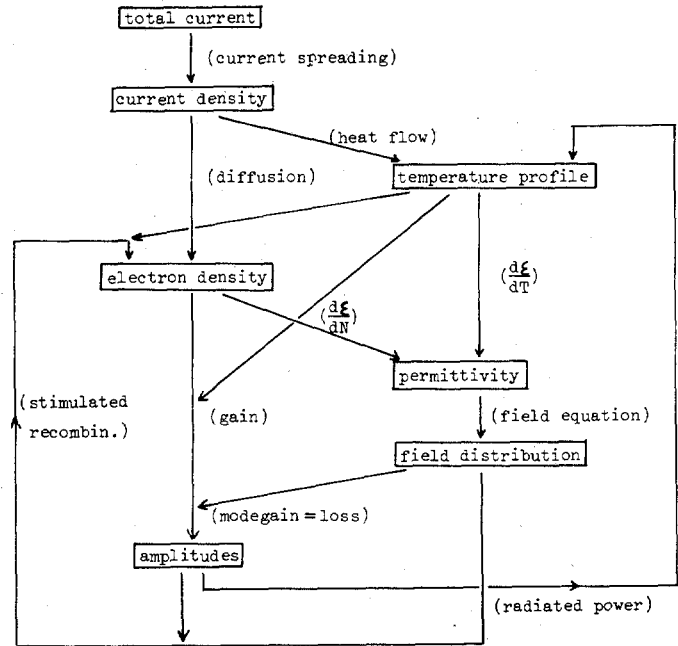 total current
(current spreading)
current density
(heat flow)
temperature profile
(diffusion)
electron density
(dε/dT)
(dε/dN)
permittivity
(stimulated
recombin.)
(gain)
(field equation)
field distribution
(modegain=loss)
amplitudes
(radiated power)